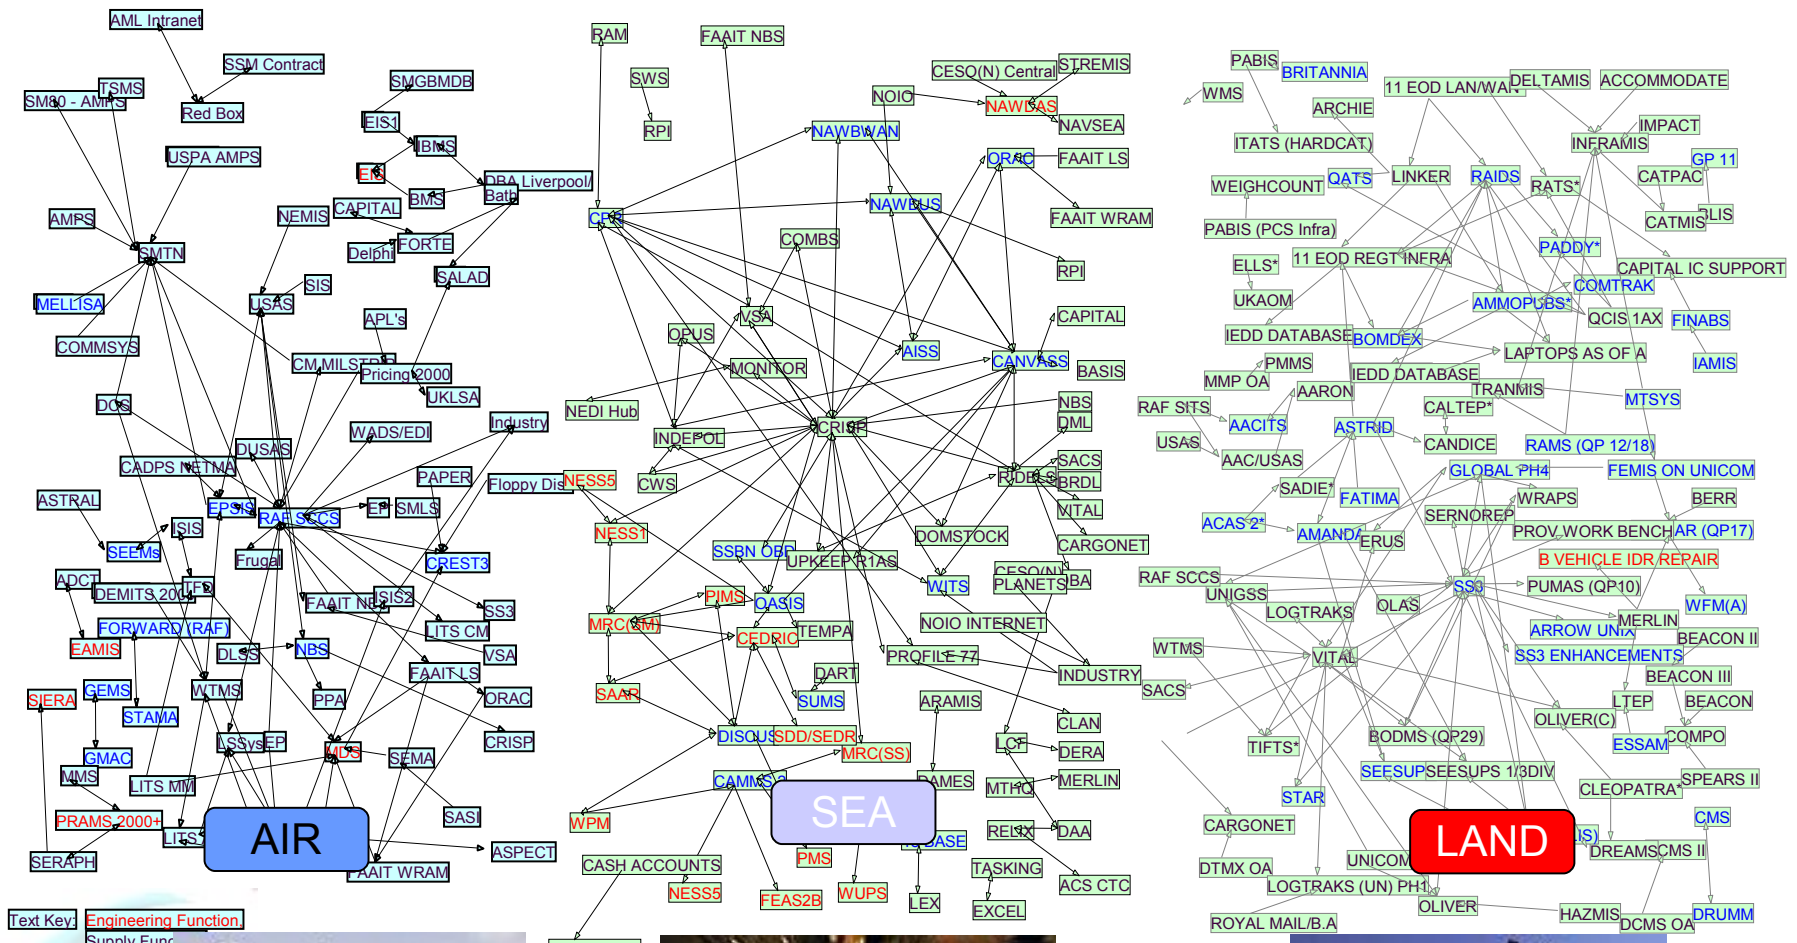 AML Intranet
SSM Contract
TSMS
SM80 - AMPS
Red Box
SMGBMDB
EIS1
IBMS
USPA AMPS
EIS
DBA Liverpool/
Bath
BMS
AMPS
NEMIS
CAPITAL
FORTE
Delphi
SMTN
SALAD
SIS
MELLISA
USAS
APL's
COMMSYS
Pricing 2000
UKLSA
DCS
Industry
WADS/EDI
DUSAS
CADPS NETMA
PAPER
Floppy Dis
ASTRAL
EPSIS
RAF SCCS
EP
SMLS
ISIS
SEEMs
Frugal
CREST3
ADCT
TFD
ISIS2
SS3
FORWARD (RAF)
LITS CM
EAMIS
DLSS
NBS
VSA
FAAIT LS
GEMS
WTMS
PPA
ORAC
SIERA
STAMA
CRISP
LSSys
EP
MDS
GMAC
SEMA
MMS
LITS MM
PRAMS 2000+
SASI
LITS
AIR
ASPECT
SERAPH
FAAIT WRAM
Text Key:
Engineering Function.
RAM
FAAIT NBS
SWS
RPI
CESO(N) Central
STREMIS
NOIO
NAWDAS
NAVSEA
NAWBWAN
ORAC
FAAIT LS
NAWBUS
CPR
FAAIT WRAM
COMBS
RPI
VSA
CAPITAL
OPUS
AISS
CANVASS
MONITOR
BASIS
NEDI Hub
NBS
CRISP
DML
INDEPOL
SACS
NESS5
CWS
RIDELS
BRDL
VITAL
NESS1
DOMSTOCK
CARGONET
SSBN OBD
UPKEEP R1AS
PLANETS
WITS
PIMS
OASIS
MRC(SM)
CEDRIC
TEMPA
NOIO INTERNET
PROFILE 77
DART
INDUSTRY
SAAR
SUMS
ARAMIS
CLAN
DISCUS
SDD/SEDR
MRC(SS)
LCF
DERA
CAMMS 2
DAMES
MTHQ
MERLIN
WPM
SEA
RELIX
DAA
BASE
PMS
CASH ACCOUNTS
TASKING
NESS5
FEAS2B
WUPS
LEX
ACS CTC
EXCEL
PABIS
BRITANNIA
11 EOD LAN/WAN
DELTAMIS
ACCOMMODATE
WMS
ARCHIE
IMPACT
ITATS (HARDCAT)
INFRAMIS
GP 11
WEIGHCOUNT
QATS
LINKER
RAIDS
RATS*
CATPAC
CATMIS
PABIS (PCS Infra)
PADDY*
11 EOD REGT INFRA
ELLS*
CAPITAL IC SUPPORT
COMTRAK
UKAOM
AMMOPUBS*
QCIS 1AX
FINABS
IEDD DATABASE
BOMDEX
LAPTOPS AS OF A
PMMS
IAMIS
MMP OA
IEDD DATABASE
AARON
TRANMIS
MTSYS
RAF SITS
CALTEP*
AACITS
ASTRID
USAS
CANDICE
RAMS (QP 12/18)
AAC/USAS
GLOBAL PH4
FEMIS ON UNICOM
SADIE*
FATIMA
WRAPS
BERR
SERNOREP
ACAS 2*
AMANDA
ERUS
PROV WORK BENCH
AR (QP17)
B VEHICLE IDR REPAIR
RAF SCCS
SS3
PUMAS (QP10)
UNIGSS
OLAS
LOGTRAKS
WFM(A)
MERLIN
ARROW UNIX
BEACON II
WTMS
VITAL
SS3 ENHANCEMENTS
BEACON III
SACS
LTEP
BEACON
OLIVER(C)
TIFTS*
BODMS (QP29)
ESSAM
COMPO
SEESUP
SEESUPS 1/3DIV
SPEARS II
STAR
CLEOPATRA*
CARGONET
LAND
CMS
DREAMS
CMS II
DTMX OA
UNICOM
LOGTRAKS (UN) PH1
OLIVER
HAZMIS
DRUMM
ROYAL MAIL/B.A
DCMS OA